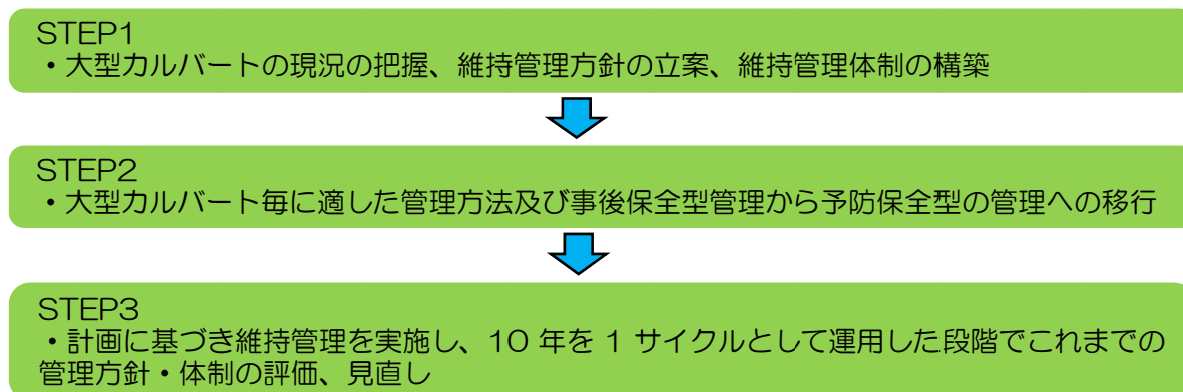 STEP1
・大型カルバートの現況の把握、維持管理方針の立案、維持管理体制の構築
STEP2
・大型カルバート毎に適した管理方法及び事後保全型管理から予防保全型の管理への移行
STEP3
・計画に基づき維持管理を実施し、10 年を 1 サイクルとして運用した段階でこれまでの
管理方針・体制の評価、見直し